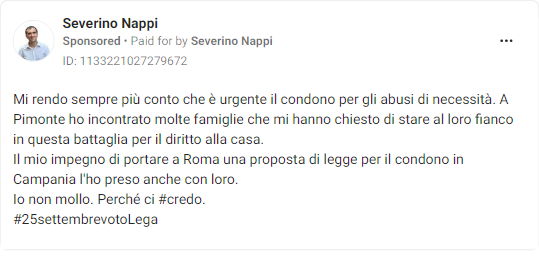 Severino Nappi
Sponsored • Paid for by Severino Nappi
ID: 1133221027279672
Mi rendo sempre più conto che è urgente il condono per gli abusi di necessità. A
Pimonte ho incontrato molte famiglie che mi hanno chiesto di stare al loro fianco
in questa battaglia per il diritto alla casa.
Il mio impegno di portare a Roma una proposta di legge per il condono in
Campania l'ho preso anche con loro.
Io non mollo. Perché ci #credo.
#25settembrevotoLega